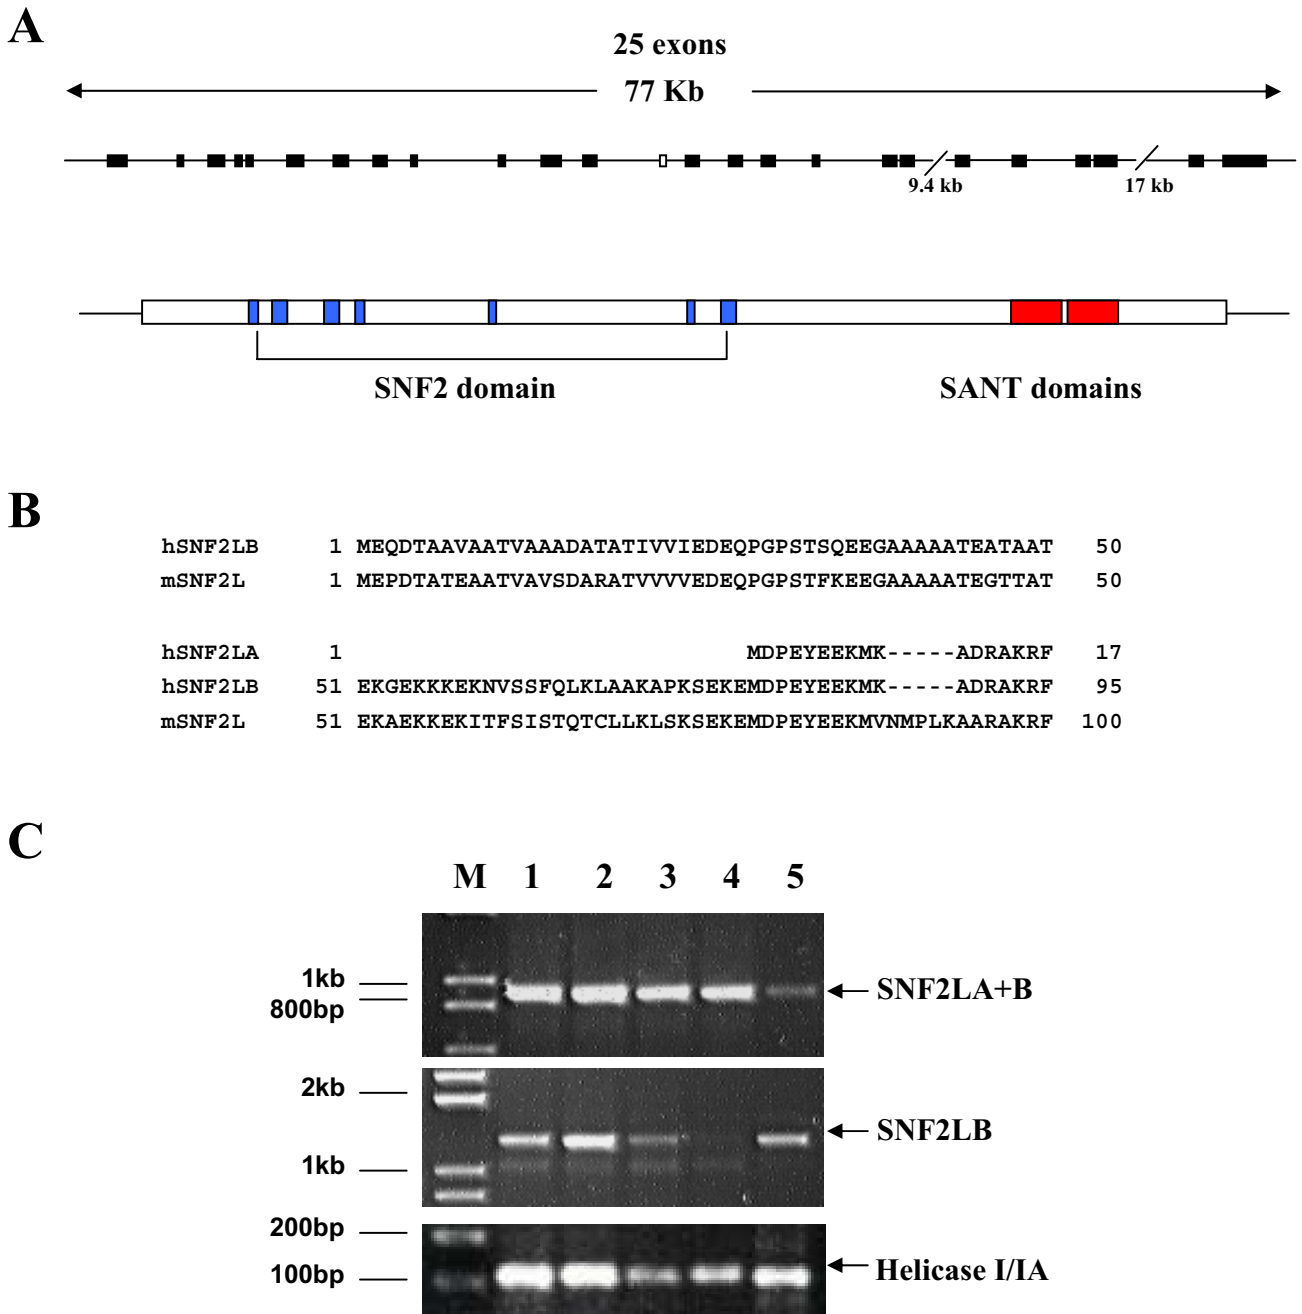 A
25 exons
77 Kb
9.4 kb
17 kb
SNF2 domain
SANT domains
B
hSNF2LB 1 MEQDTAAVAATVAAADATATIVVIEDEQPGPSTSQEEGAAAAATEATAAT 50
mSNF2L 1 MEPDTATEAATVAVSDARATVVVVEDEQPGPSTFKEEGAAAAATEGTTAT 50
hSNF2LA 1 MDPEYEEKMK-----ADRAKRF 17
hSNF2LB 51 EKGEKKKEKNVSSFQLKLAAKAPKSEKEMDPEYEEKMK-----ADRAKRF 95
mSNF2L 51 EKAEKKEKITFSISTQTCLLKLSKSEKEMDPEYEEKMVNMPLKAARAKRF 100
C
M 1 2 3 4 5
1kb
800bp
SNF2LA+B
2kb
1kb
SNF2LB
200bp
100bp
Helicase I/IA